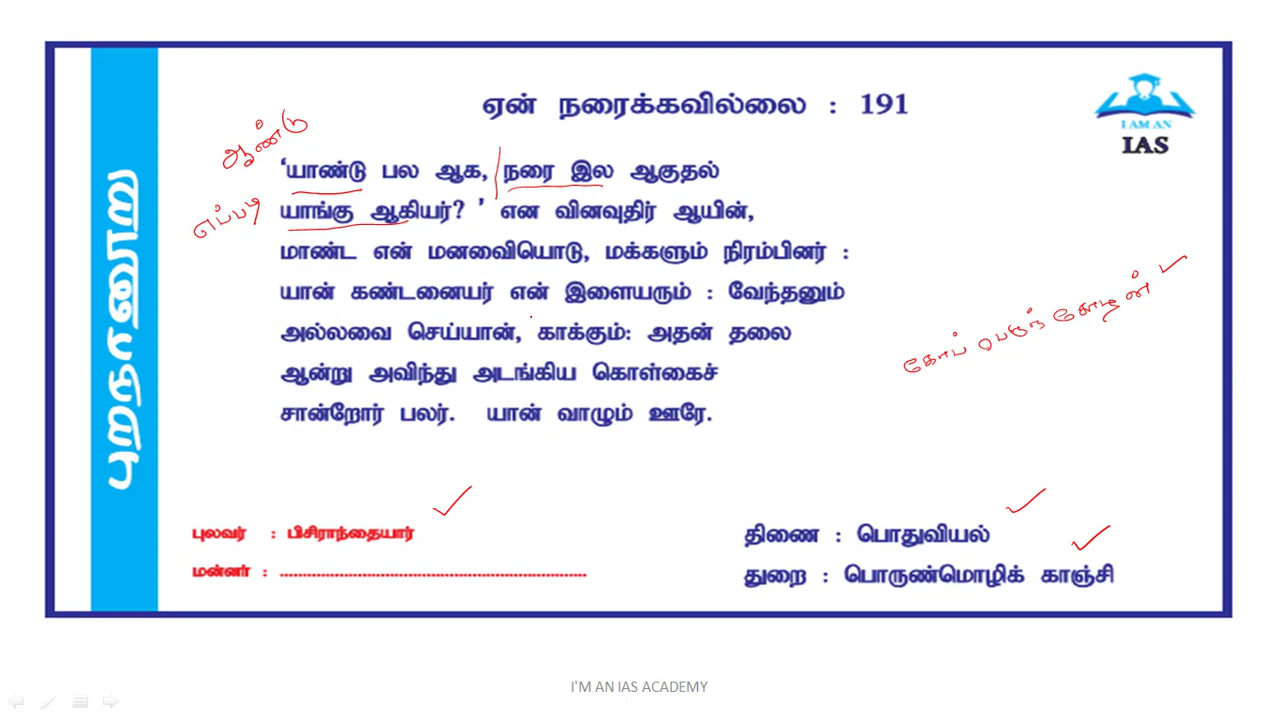 ஏன் நரைக்கவில்லை : 191
I AM AN
IAS
ஆண்டு
‘யாண்டு பல ஆக, நரை இல ஆகுதல்
எப்படி
யாங்கு ஆகியர்? ’ என வினவுதிர் ஆயின்,
மாண்ட என் மனைவியொடு, மக்களும் நிரம்பினர் :
யான் கண்டனையர் என் இளையரும் : வேந்தனும்
அல்லவை செய்யான், காக்கும்: அதன் தலை
ஆன்று அவிந்து அடங்கிய கொள்கைச்
சான்றோர் பலர். யான் வாழும் ஊரே.
கோப் பெருஞ் சோழன்
புறநானூறு
புலவர் : பிசிராந்தையார்
மன்னர் : ............................................................
திணை : பொதுவியல்
துறை : பொருண்மொழிக் காஞ்சி
I'M AN IAS ACADEMY